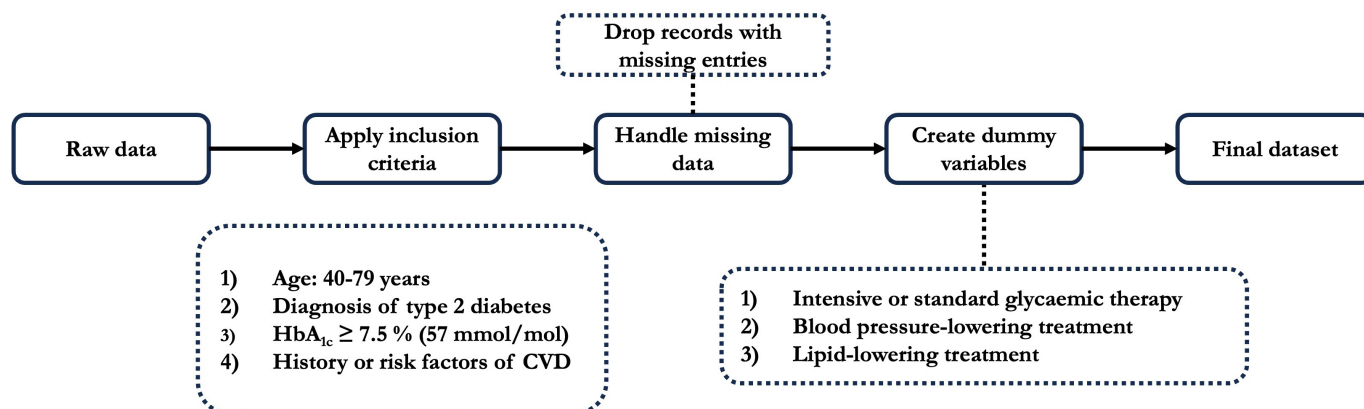 Drop records with
missing entries
Raw data
Apply inclusion
criteria
Handle missing
data
Create dummy
variables
Final dataset
1) Age: 40-79 years
2) Diagnosis of type 2 diabetes
3) HbA1c ≥ 7.5 % (57 mmol/mol)
4) History or risk factors of CVD
1) Intensive or standard glycaemic therapy
2) Blood pressure-lowering treatment
3) Lipid-lowering treatment